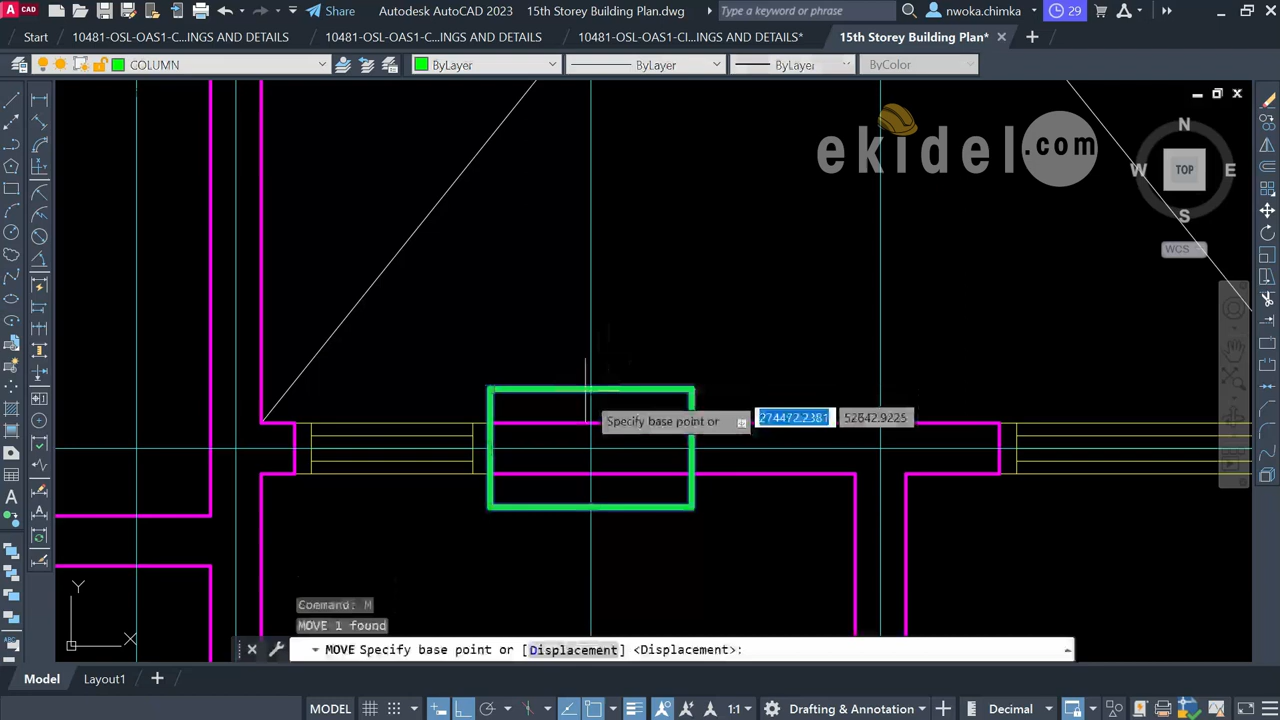 CAD
Share
Autodesk AutoCAD 2023
15th Storey Building Plan.dwg
Type a keyword or phrase
nwoka.chimka
29
Start
10481-OSL-OAS1-C...INGS AND DETAILS
10481-OSL-OAS1-C...INGS AND DETAILS
10481-OSL-OAS1-CI...INGS AND DETAILS*
15th Storey Building Plan*
COLUMN
ByLayer
ByLayer
ByLayer
ByColor
ekidel.com
N
W
TOP
E
S
WCS
Specify base point or
274472.2381
52642.9225
Y
X
Command: M
MOVE 1 found
MOVE Specify base point or [Displacement] <Displacement>:
Model
Layout1
MODEL
1:1
Drafting & Annotation
Decimal